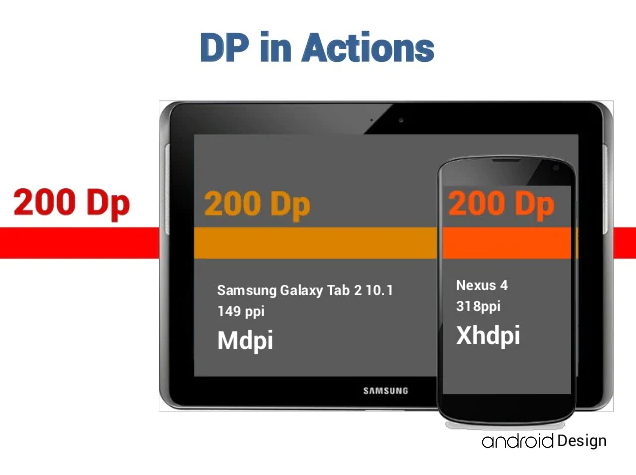 DP in Actions
200 Dp
200 Dp
200 Dp
Samsung Galaxy Tab 2 10.1
149 ppi
Mdpi
Nexus 4
318ppi
Xhdpi
SAMSUNG
android Design